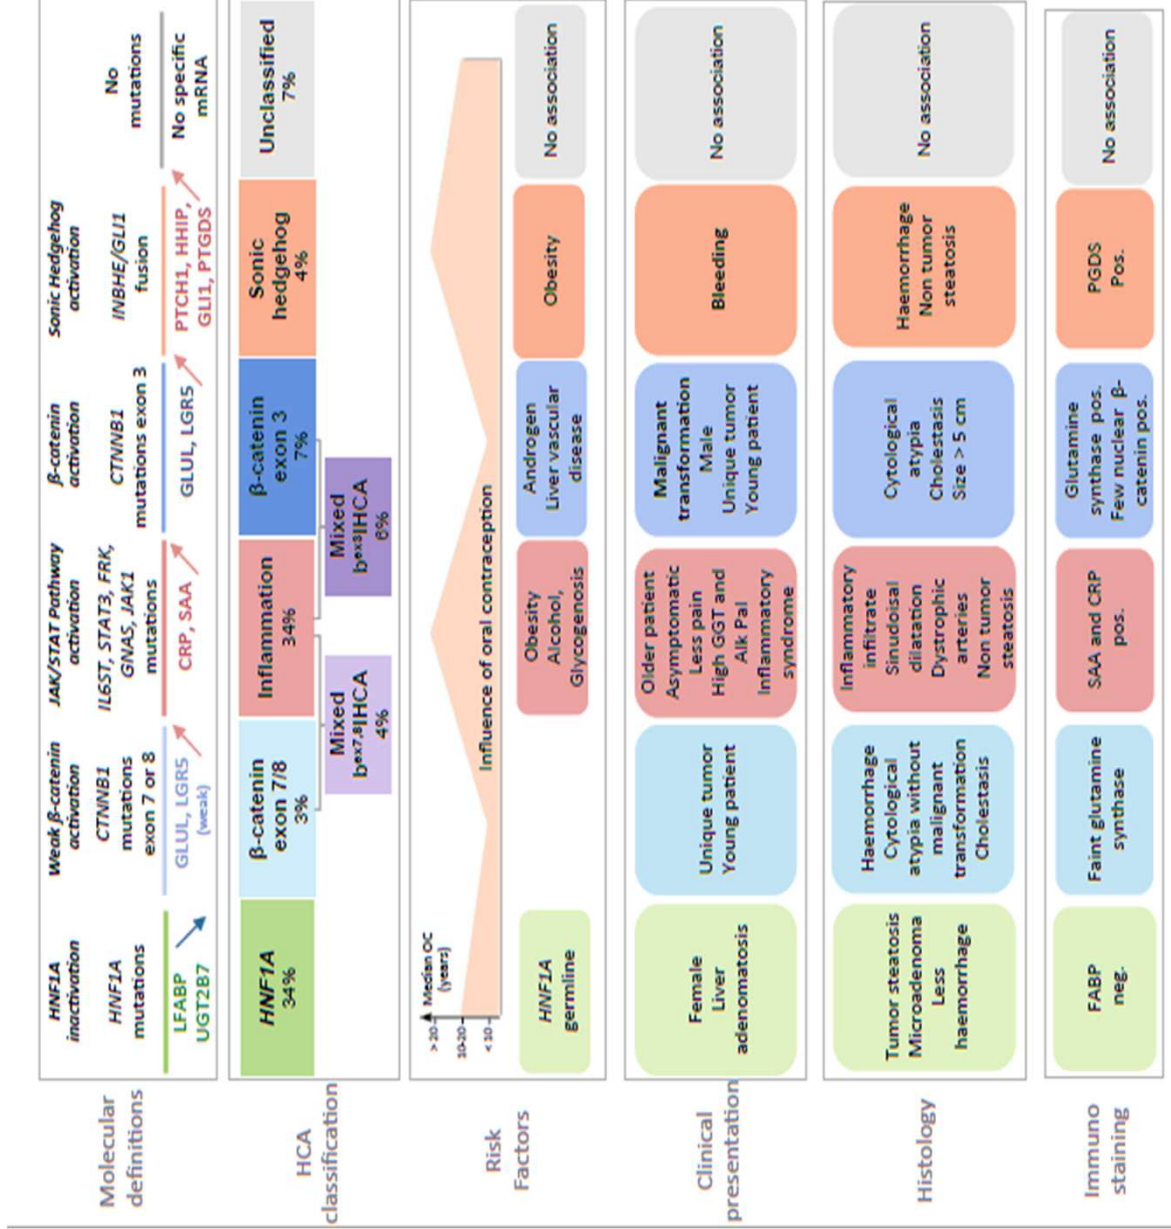 Molecular
definitions
HNF1A
inactivation
HNF1A
mutations
LFABP
UGT2B7
Weak β-catenin
activation
CTNNB1
mutations
exon 7 or 8
GLUL, LGR5
(weak)
JAK/STAT Pathway
activation
IL6ST, STAT3, FRK,
GNAS, JAK1
mutations
CRP, SAA
β-catenin
activation
CTNNB1
mutations exon 3
GLUL, LGR5
Sonic Hedgehog
activation
INBHE/GLI1
fusion
PTCH1, HHIP,
GLI1, PTGDS
No
mutations
No specific
mRNA
HCA
classification
HNF1A
34%
β-catenin
exon 7/8
3%
Inflammation
34%
β-catenin
exon 3
7%
Sonic
hedgehog
4%
Unclassified
7%
Mixed
bex7,8IHCA
4%
Mixed
bex3IHCA
6%
Risk
Factors
Median OC
(years)
>20
10-20
<10
Influence of oral contraception
HNF1A
germline
Obesity
Alcohol,
Glycogenosis
Androgen
Liver vascular
disease
Obesity
No association
Clinical
presentation
Female
Liver
adenomatosis
Unique tumor
Young patient
Older patient
Asymptomatic
Less pain
High GGT and
Alk Pal
Inflammatory
syndrome
Malignant
transformation
Male
Unique tumor
Young patient
Bleeding
No association
Histology
Tumor steatosis
Microadenoma
Less
haemorrhage
Haemorrhage
Cytological
atypia without
malignant
transformation
Cholestasis
Inflammatory
infiltrate
Sinudoisal
dilatation
Dystrophic
arteries
Non tumor
steatosis
Cytological
atypia
Cholestasis
Size > 5 cm
Haemorrhage
Non tumor
steatosis
No association
Immuno
staining
FABP
neg.
Faint glutamine
synthase
SAA and CRP
pos.
Glutamine
synthase pos.
Few nuclear β-
catenin pos.
PGDS
Pos.
No association